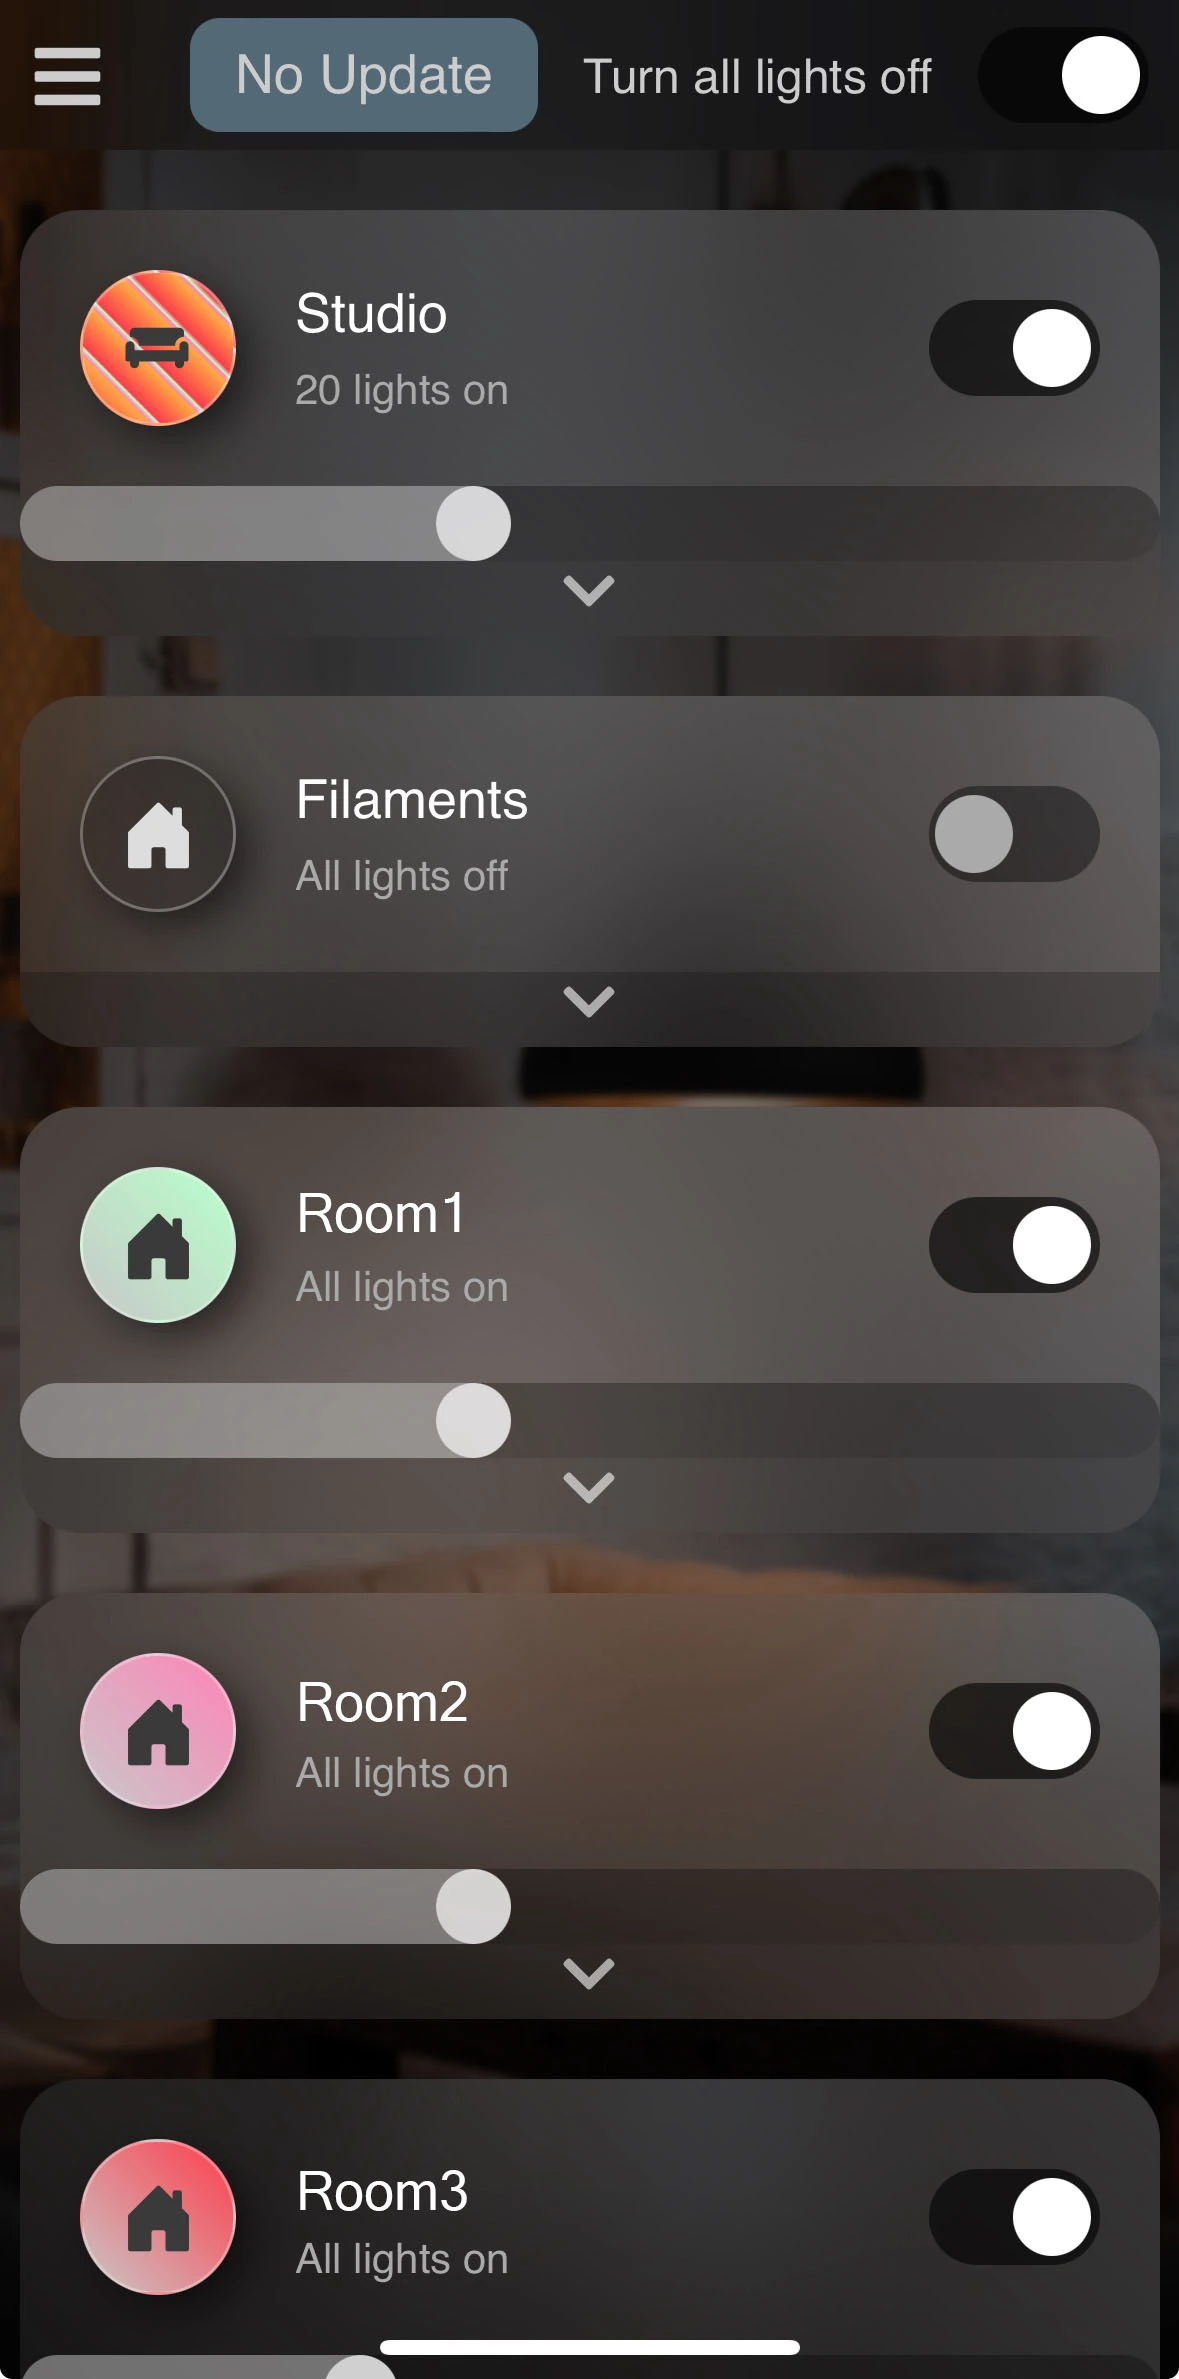 No Update
Turn all lights off
Studio
20 lights on
Filaments
All lights off
Room1
All lights on
Room2
All lights on
Room3
All lights on